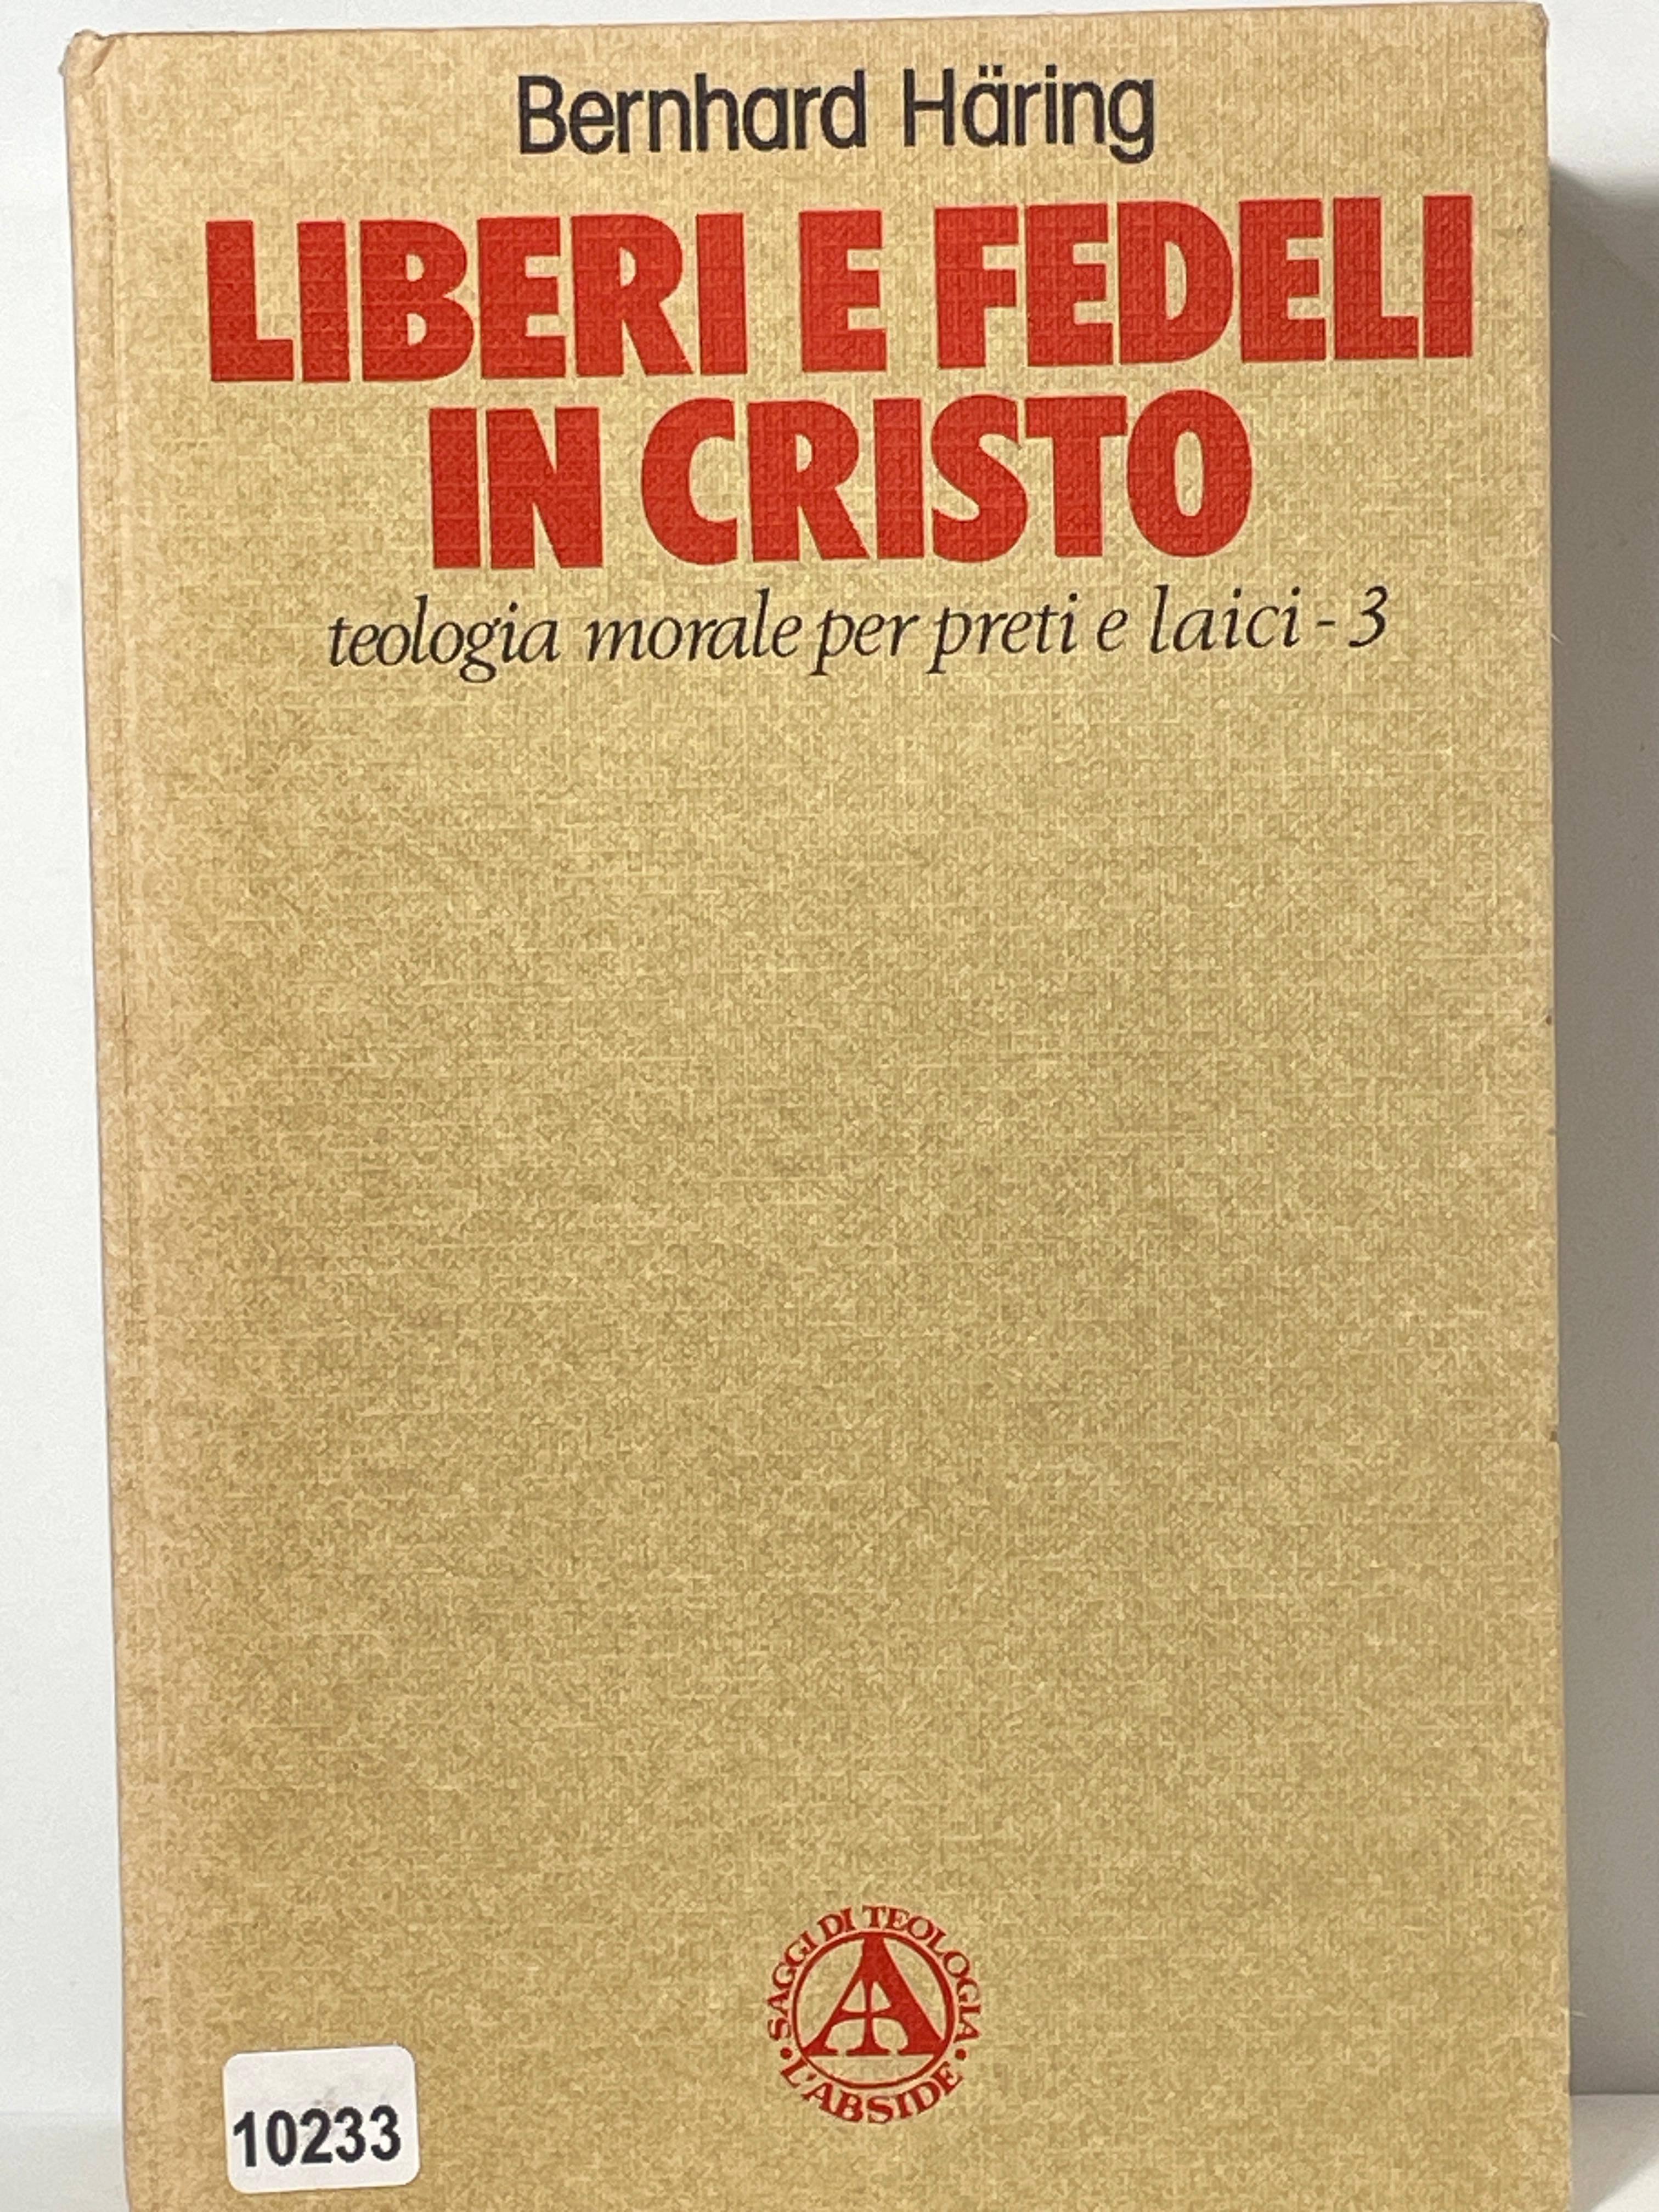 Bernhard Häring
LIBERI E FEDELI
IN CRISTO
teologia morale per preti e laici - 3
SAGGI DI TEOLOGIA
A
• L'ABSIDE •
10233